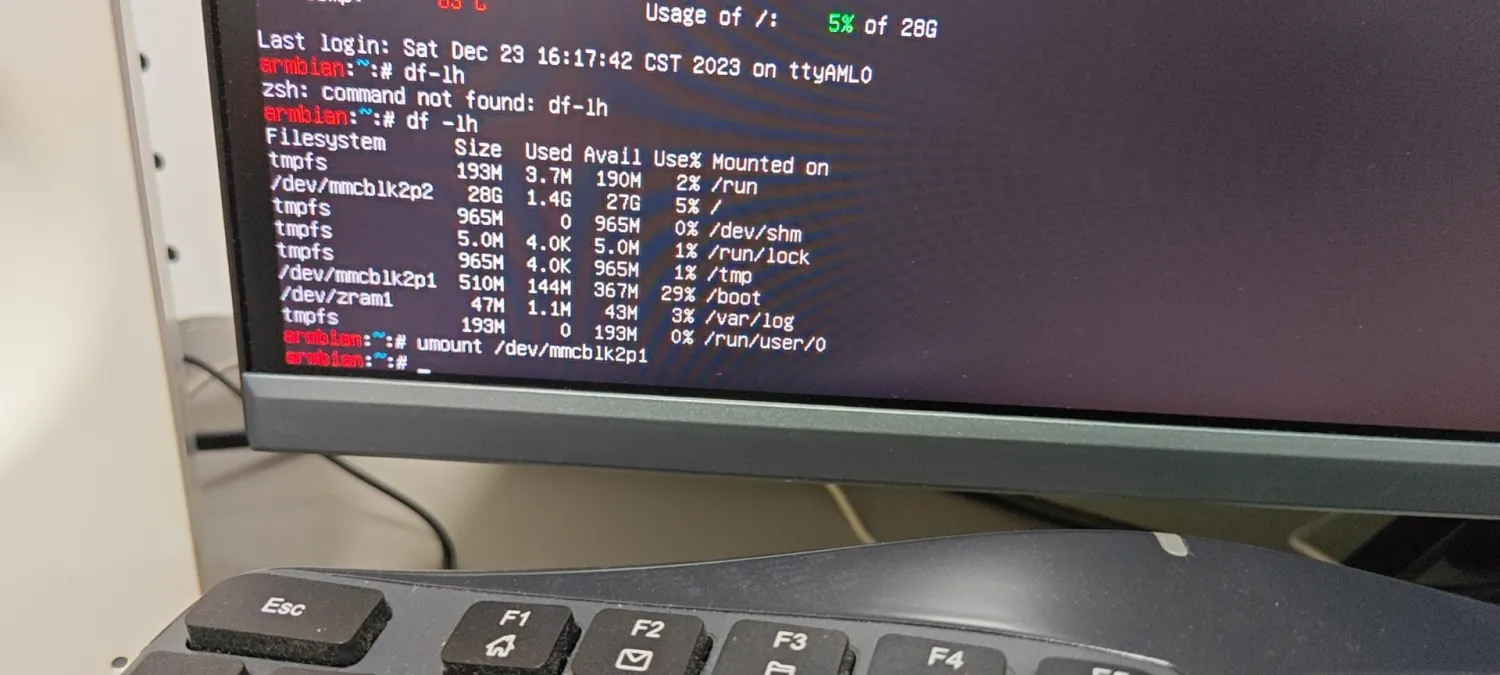 83°C Usage of /: 5% of 28G
Last login: Sat Dec 23 16:17:42 CST 2023 on ttyAML0
armbian:~:# df-lh
zsh: command not found: df-lh
armbian:~:# df -lh
Filesystem Size Used Avail Use% Mounted on
tmpfs 193M 3.7M 190M 2% /run
/dev/mmcblk2p2 28G 1.4G 27G 5% /
tmpfs 965M 0 965M 0% /dev/shm
tmpfs 5.0M 4.0K 5.0M 1% /run/lock
tmpfs 965M 4.0K 965M 1% /tmp
/dev/mmcblk2p1 510M 144M 367M 29% /boot
/dev/zram1 47M 1.1M 43M 3% /var/log
tmpfs 193M 0 193M 0% /run/user/0
armbian:~:# umount /dev/mmcblk2p1
armbian:~:# _
Esc F1 F2 F3 F4